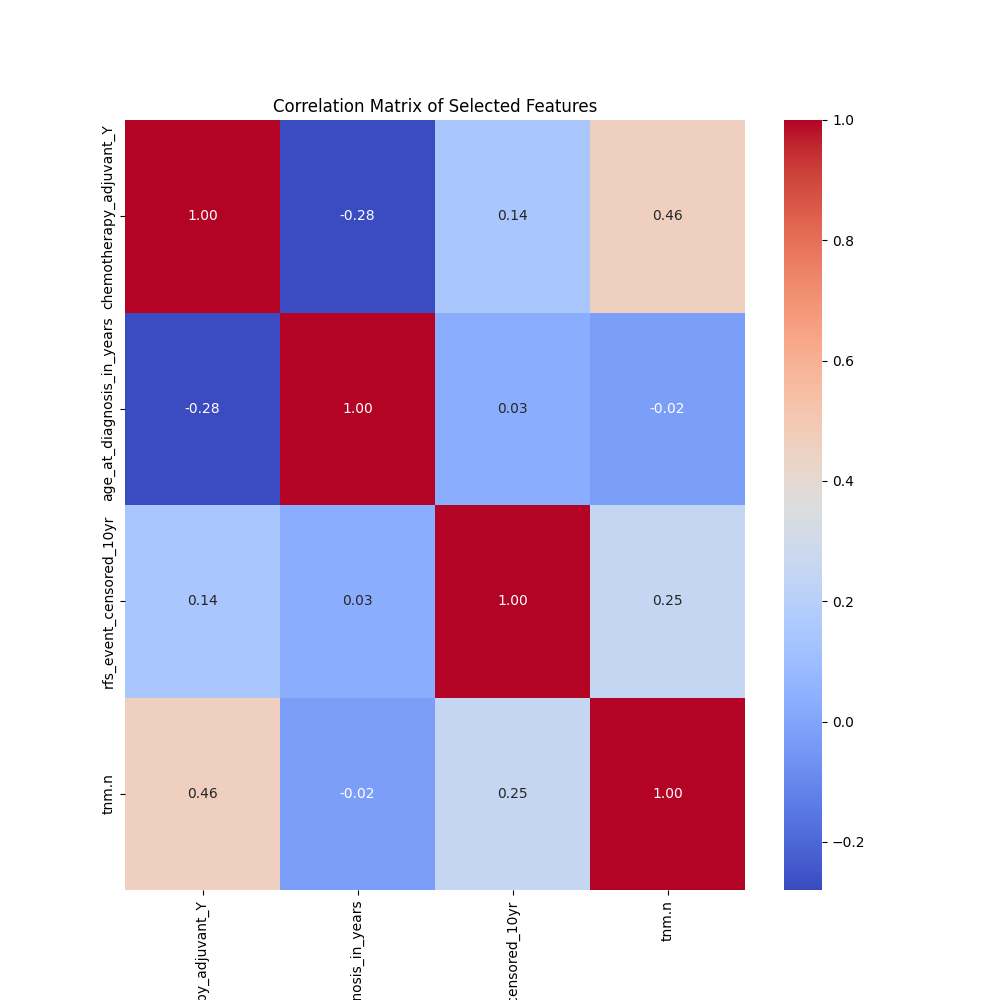 Correlation Matrix of Selected Features
chemotherapy_adjuvant_Y
1.00
-0.28
0.14
0.46
age_at_diagnosis_in_years
-0.28
1.00
0.03
-0.02
rfs_event_censored_10yr
0.14
0.03
1.00
0.25
tnm.n
0.46
-0.02
0.25
1.00
py_adjuvant_Y
nosis_in_years
censored_10yr
tnm.n
1.0
0.8
0.6
0.4
0.2
0.0
−0.2